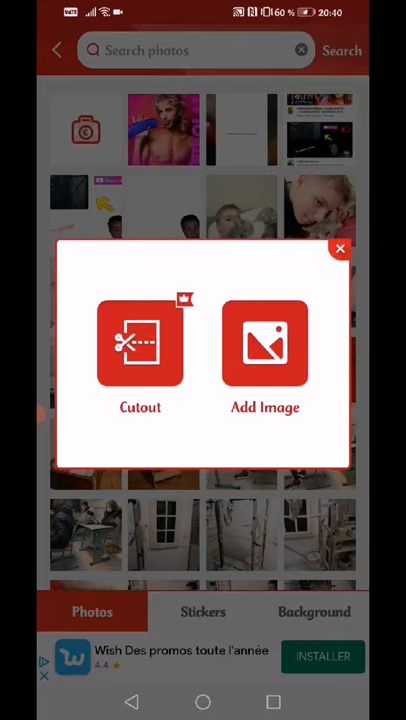 VoLTE
60 %
20:40
Search photos
Search
Cutout
Add Image
Photos
Stickers
Background
Wish Des promos toute l'année
4.4
INSTALLER